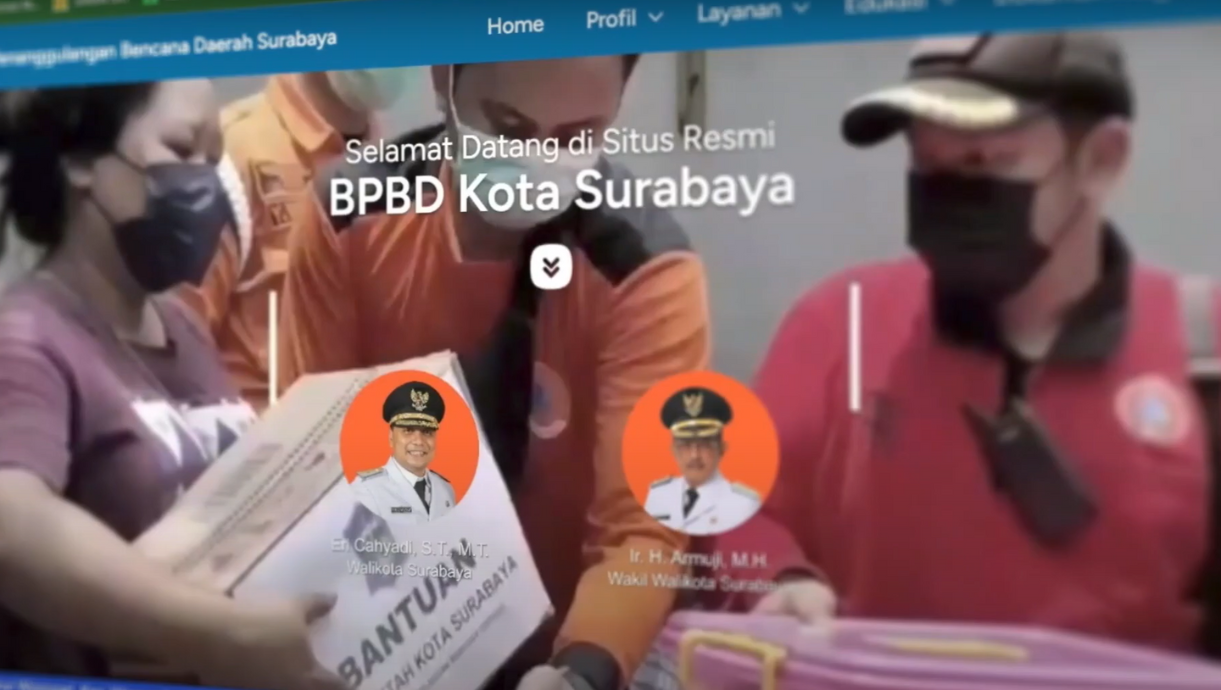 Bencana Daerah Surabaya
Home
Profil
Layanan
Selamat Datang di Situs Resmi
BPBD Kota Surabaya
Eri Cahyadi, S.T., M.T.
Walikota Surabaya
Ir. H. Armuji, M.H.
Wakil Walikota Surabaya
BANTUAN
KOTA SURABAYA